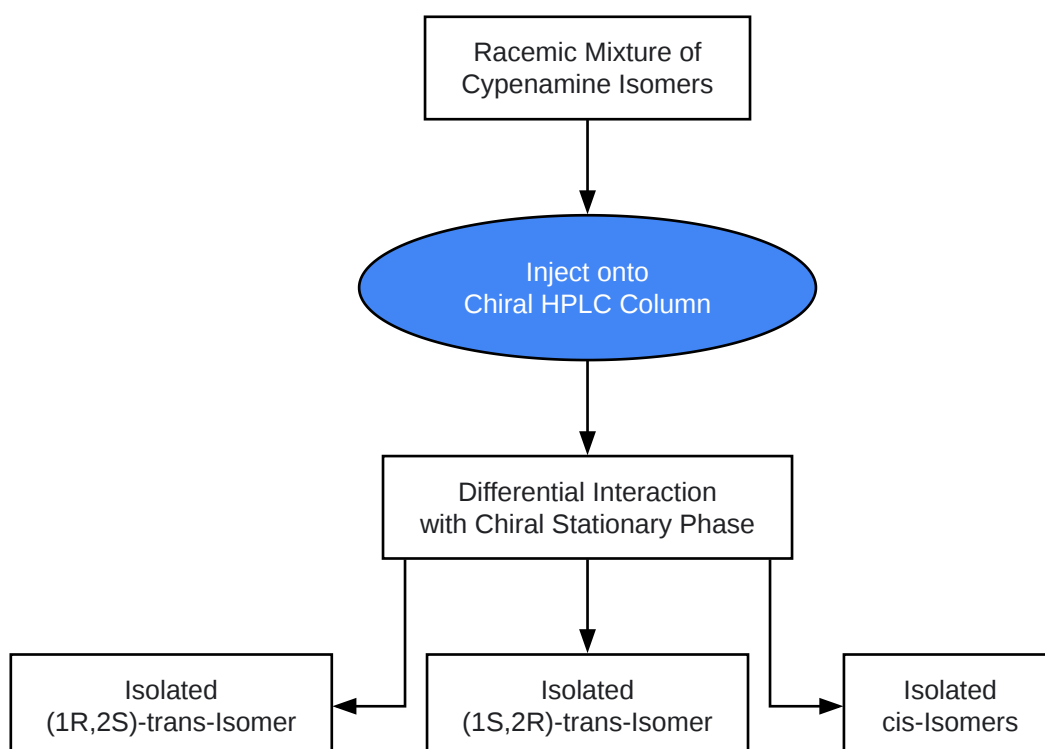 Racemic Mixture of
Cypenamine Isomers
Inject onto
Chiral HPLC Column
Differential Interaction
with Chiral Stationary Phase
Isolated
(1R,2S)-trans-Isomer
Isolated
(1S,2R)-trans-Isomer
Isolated
cis-Isomers